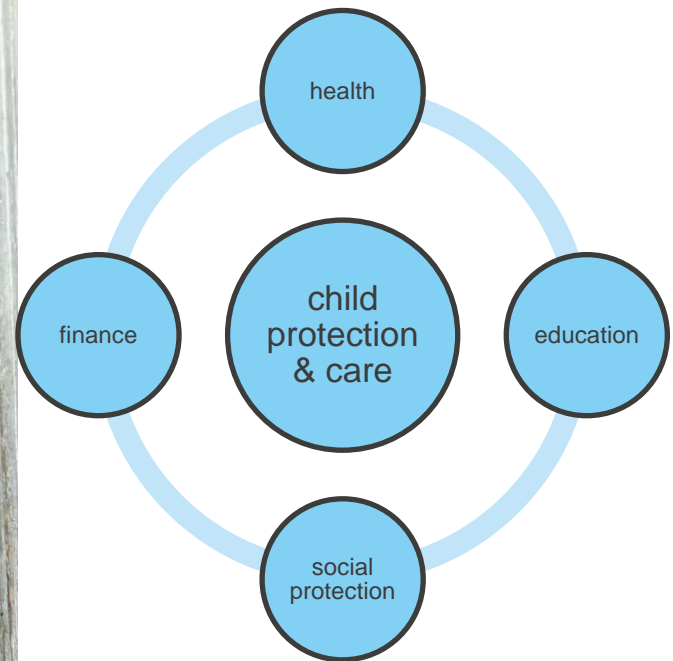 health
finance
child
protection
& care
education
social
protection